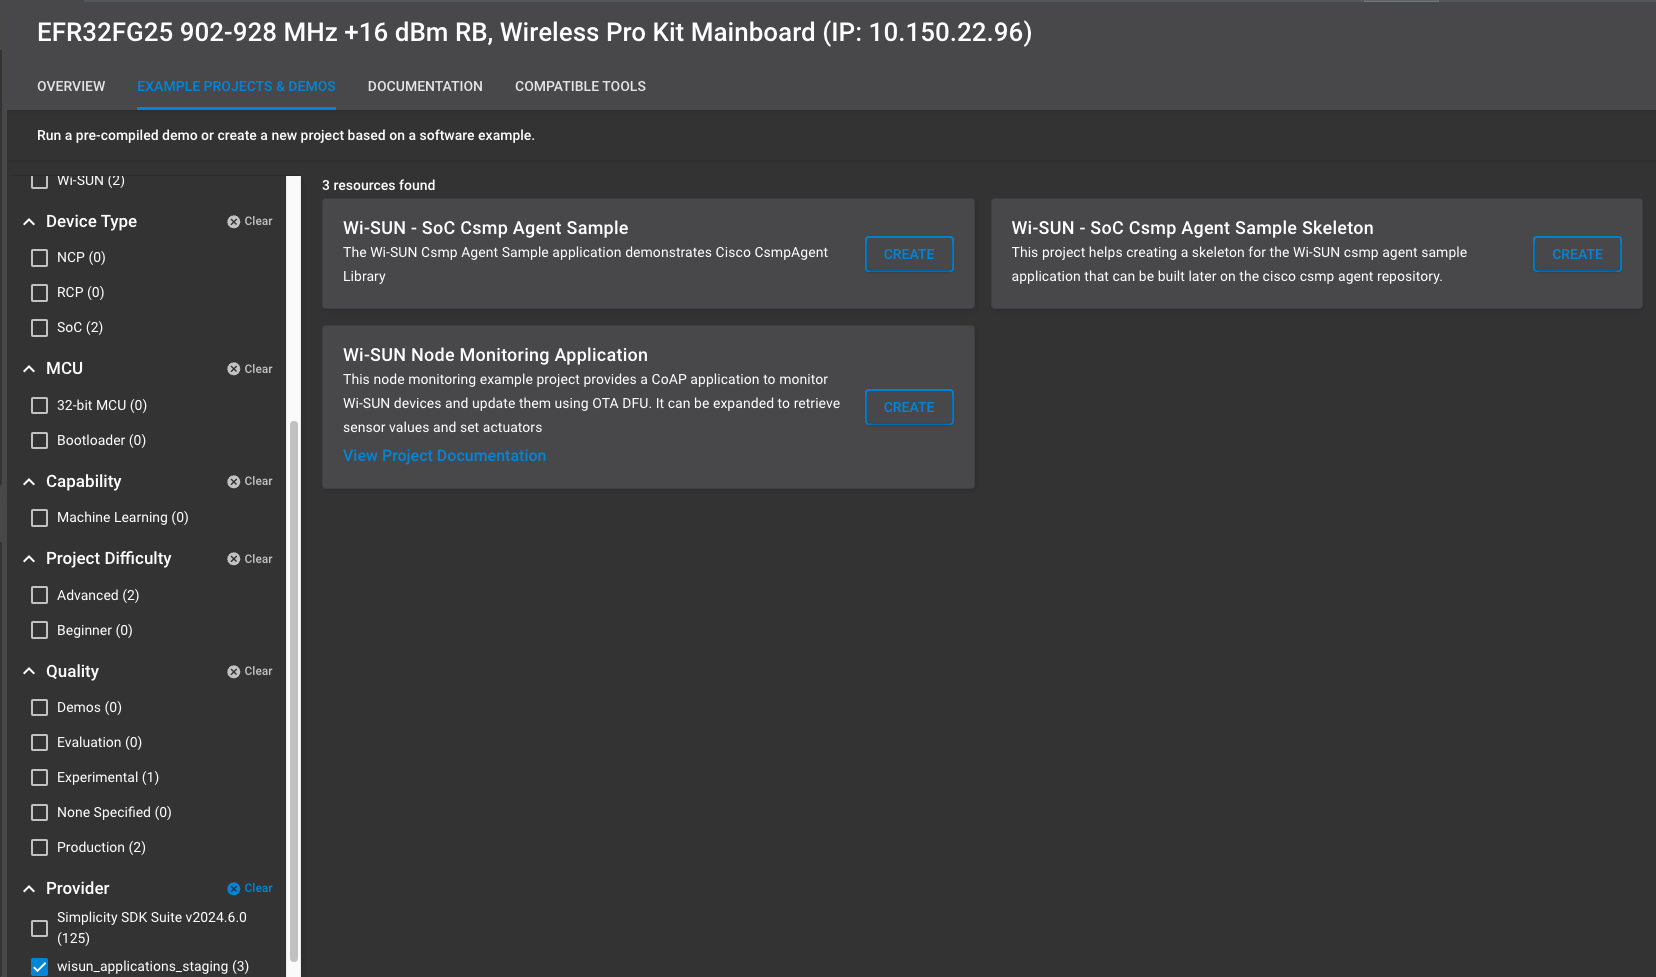 EFR32FG25 902-928 MHz +16 dBm RB, Wireless Pro Kit Mainboard (IP: 10.150.22.96)
OVERVIEW
EXAMPLE PROJECTS & DEMOS
DOCUMENTATION
COMPATIBLE TOOLS
Run a pre-compiled demo or create a new project based on a software example.
Wi-SUN (2)
Device Type
Clear
NCP (0)
RCP (0)
SoC (2)
MCU
Clear
32-bit MCU (0)
Bootloader (0)
Capability
Clear
Machine Learning (0)
Project Difficulty
Clear
Advanced (2)
Beginner (0)
Quality
Clear
Demos (0)
Evaluation (0)
Experimental (1)
None Specified (0)
Production (2)
Provider
Clear
Simplicity SDK Suite v2024.6.0
(125)
wisun_applications_staging (3)
3 resources found
Wi-SUN - SoC Csmp Agent Sample
The Wi-SUN Csmp Agent Sample application demonstrates Cisco CsmpAgent
Library
CREATE
Wi-SUN - SoC Csmp Agent Sample Skeleton
This project helps creating a skeleton for the Wi-SUN csmp agent sample
application that can be built later on the cisco csmp agent repository.
CREATE
Wi-SUN Node Monitoring Application
This node monitoring example project provides a CoAP application to monitor
Wi-SUN devices and update them using OTA DFU. It can be expanded to retrieve
sensor values and set actuators
View Project Documentation
CREATE